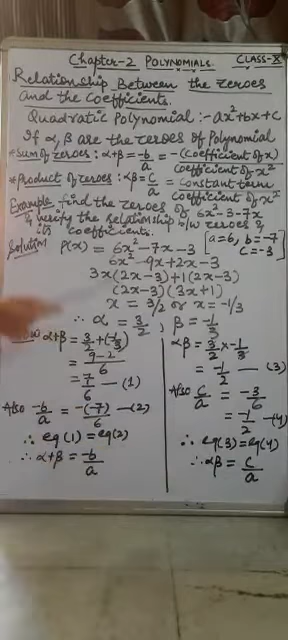 Chapter-2 POLYNOMIALS. CLASS-X
Relationship Between the zeroes
and the Coefficients.
Quadratic Polynomial :- ax²+bx+c
If α, β are the zeroes of Polynomial
*Sum of zeroes : α+β = -b/a = -(Coefficient of x)/Coefficient of x²
*Product of zeroes : αβ = c/a = Constant term/Coefficient of x²
Example find the zeroes of 6x²-3-7x
& verify the relationship b/w zeroes &
its Coefficients.
[a=6, b=-7
c=-3]
Solution P(x) = 6x²-7x-3
6x²-9x+2x-3
3x(2x-3)+1(2x-3)
(2x-3)(3x+1)
x = 3/2 or x = -1/3
∴ α = 3/2, β = -1/3
α+β = 3/2+(-1/3)
= 9-2/6
= 7/6 - (1)
Also -b/a = -(-7)/6 - (2)
∴ eq(1) = eq(2)
∴ α+β = -b/a
αβ = 3/2 x -1/3
= -1/2 - (3)
Also c/a = -3/6
= -1/2 - (4)
∴ eq(3) = eq(4)
∴ αβ = c/a